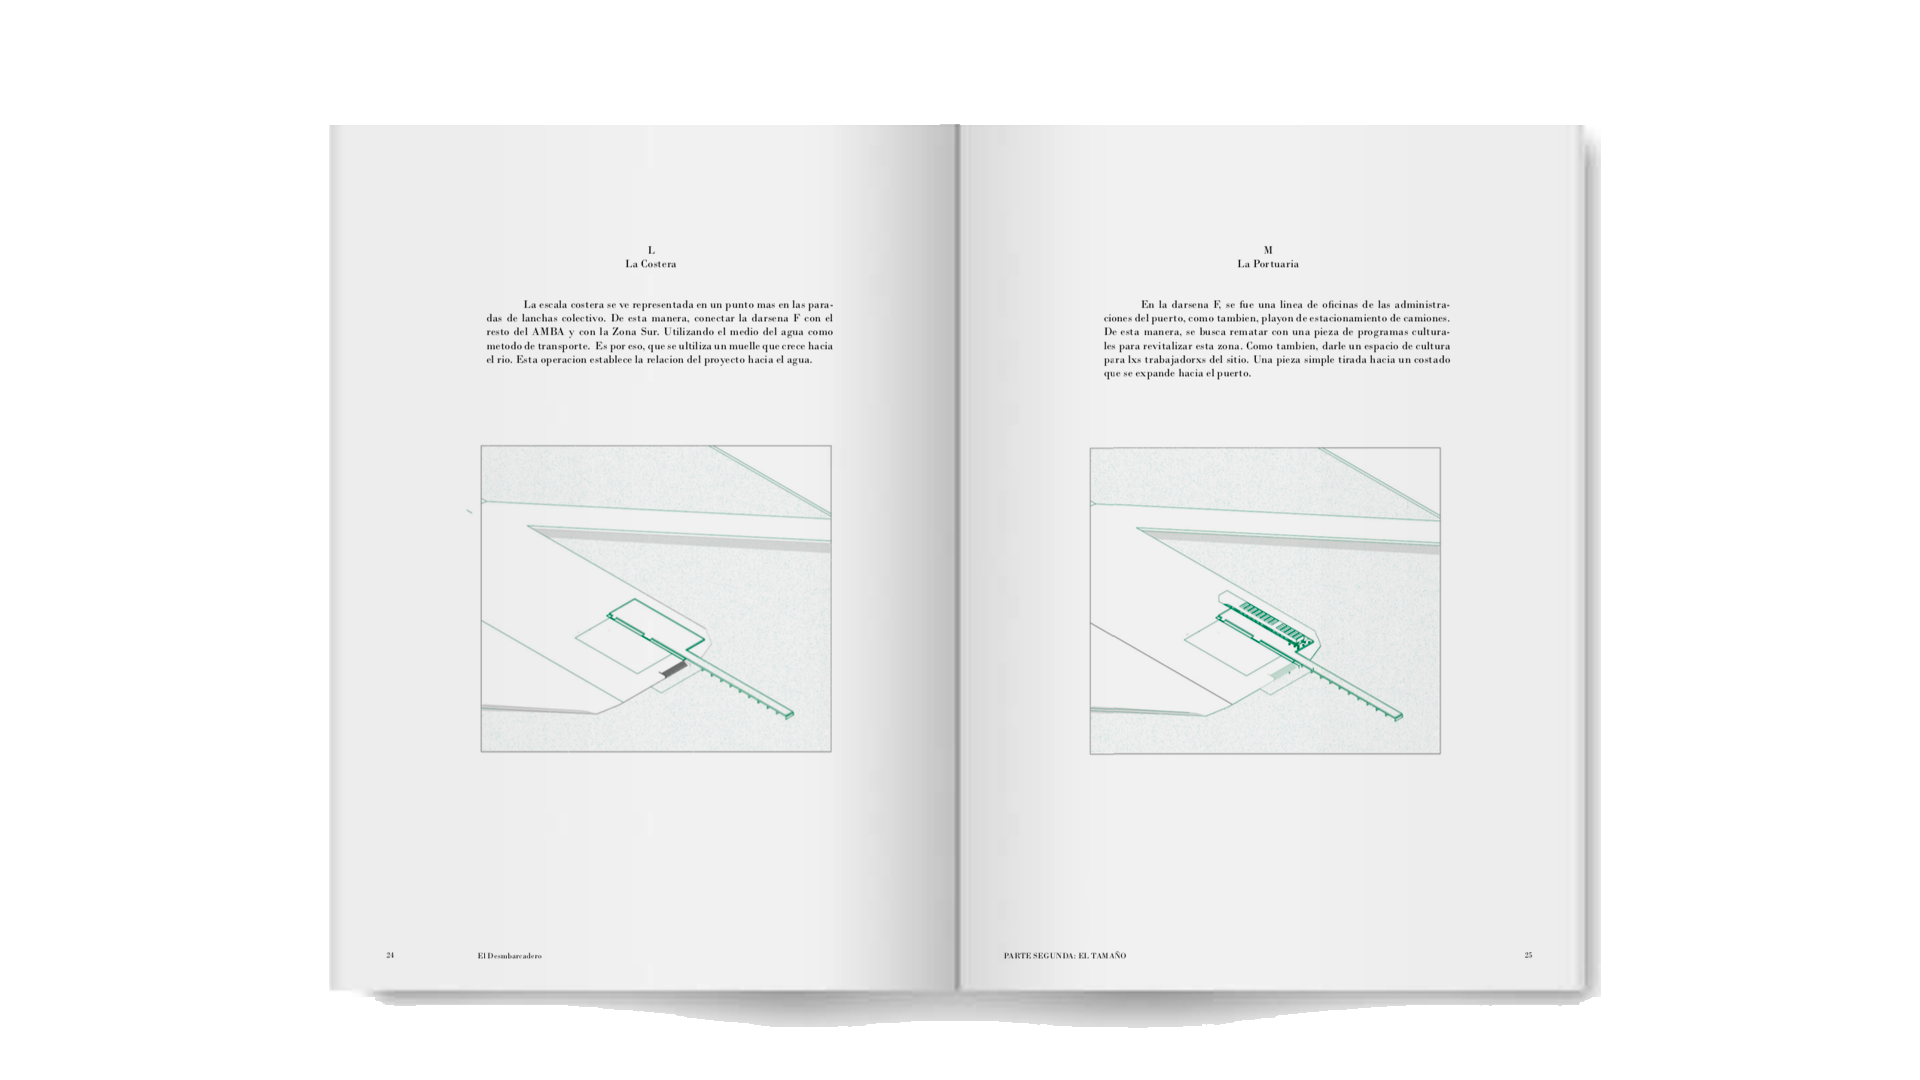 L
La Costera
La escala costera se ve representada en un punto mas en las para-
das de lanchas colectivo. De esta manera, conectar la darsena F con el
resto del AMBA y con la Zona Sur. Utilizando el medio del agua como
metodo de transporte. Es por eso, que se ultiliza un muelle que crece hacia
el rio. Esta operacion establece la relacion del proyecto hacia el agua.
24
El Desmbarcadero
M
La Portuaria
En la darsena F, se fue una linea de oficinas de las administra-
ciones del puerto, como tambien, playon de estacionamiento de camiones.
De esta manera, se busca rematar con una pieza de programas cultura-
les para revitalizar esta zona. Como tambien, darle un espacio de cultura
para lxs trabajadorxs del sitio. Una pieza simple tirada hacia un costado
que se expande hacia el puerto.
PARTE SEGUNDA: EL TAMAÑO
25